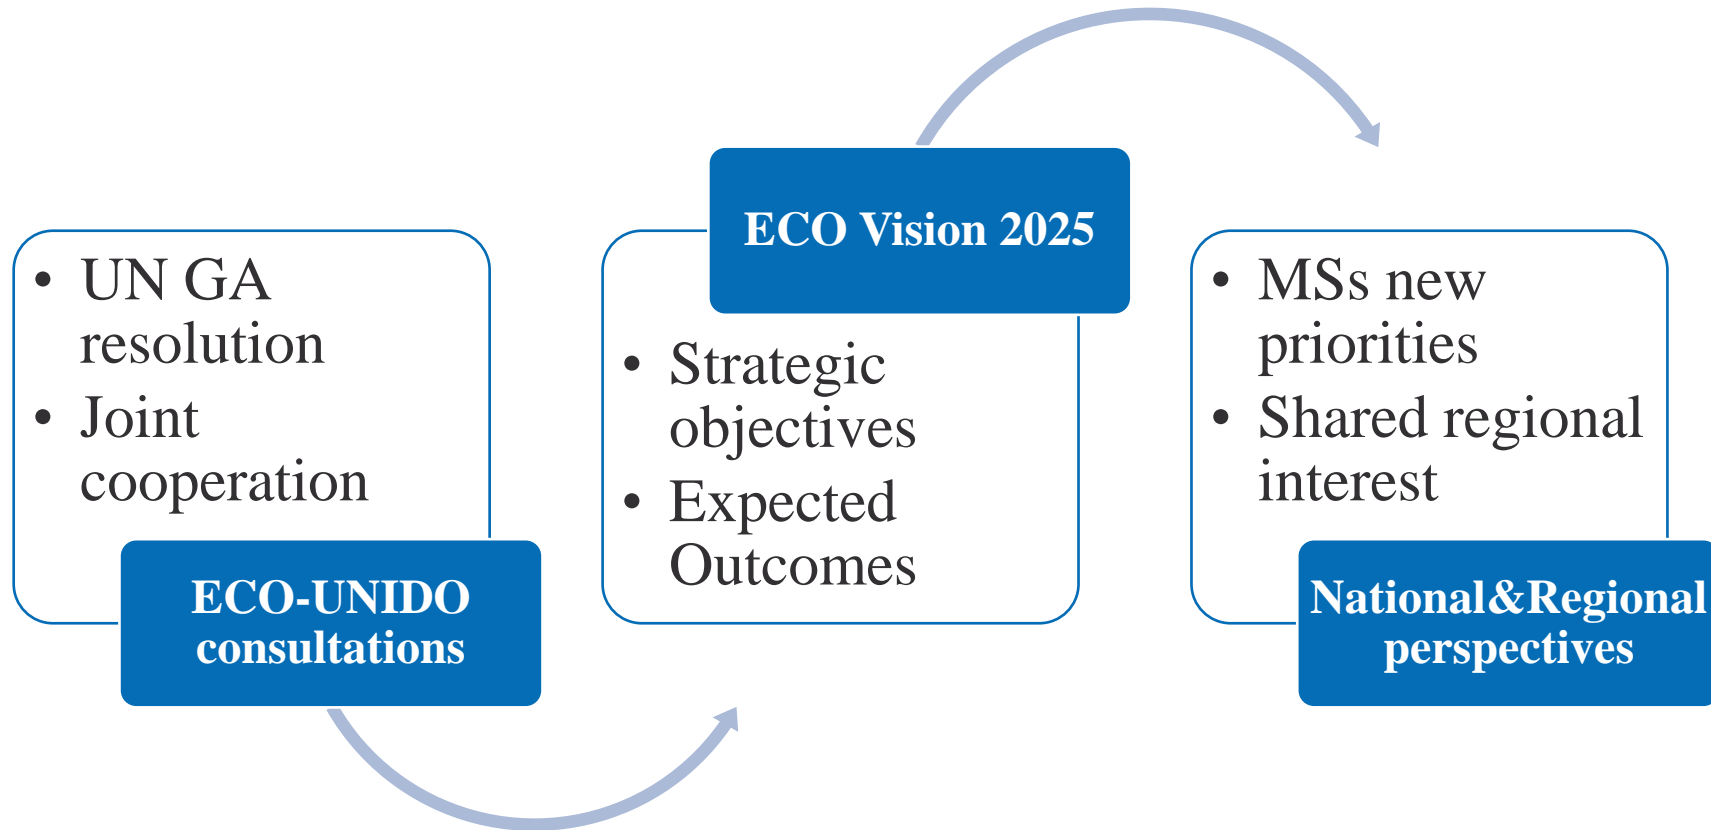 • UN GA
resolution
• Joint
cooperation
ECO-UNIDO
consultations
ECO Vision 2025
• Strategic
objectives
• Expected
Outcomes
• MSs new
priorities
• Shared regional
interest
National&Regional
perspectives